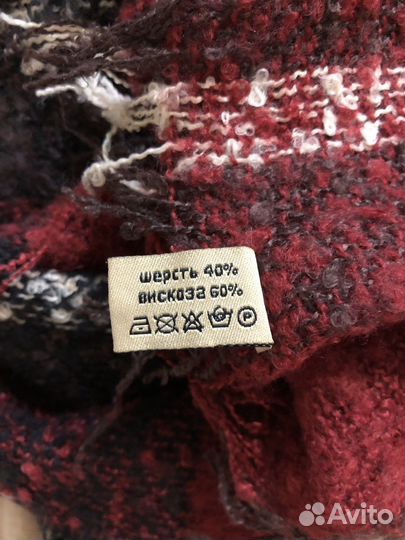 шерсть 40%
вискоза 60%
P
Avito